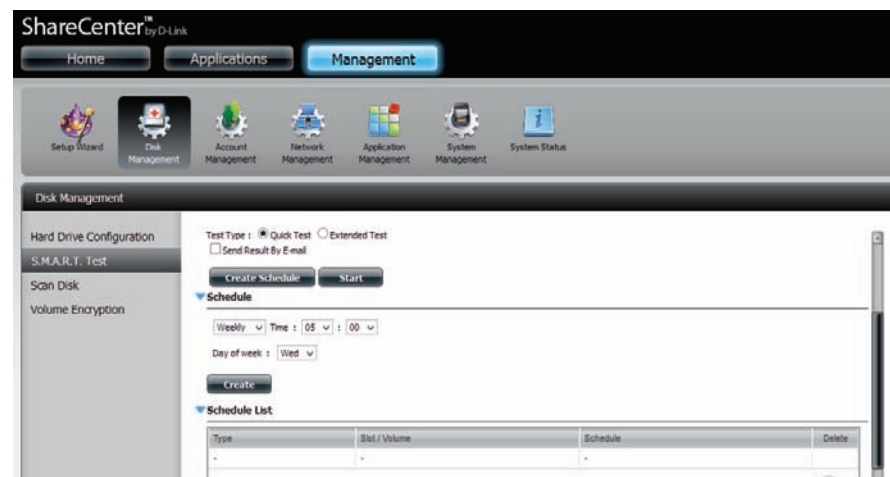 ShareCenter™ by D-Link
Home Applications Management
Setup Wizard Disk Management Account Management Network Management Application Management System Management System Status
Disk Management
Hard Drive Configuration
S.M.A.R.T. Test
Scan Disk
Volume Encryption
Test Type : Quick Test Extended Test
Send Result By E-mail
Create Schedule Start
Schedule
Weekly Time : 05 : 00
Day of week : Wed
Create
Schedule List
Type Slot / Volume Schedule Delete
- - -